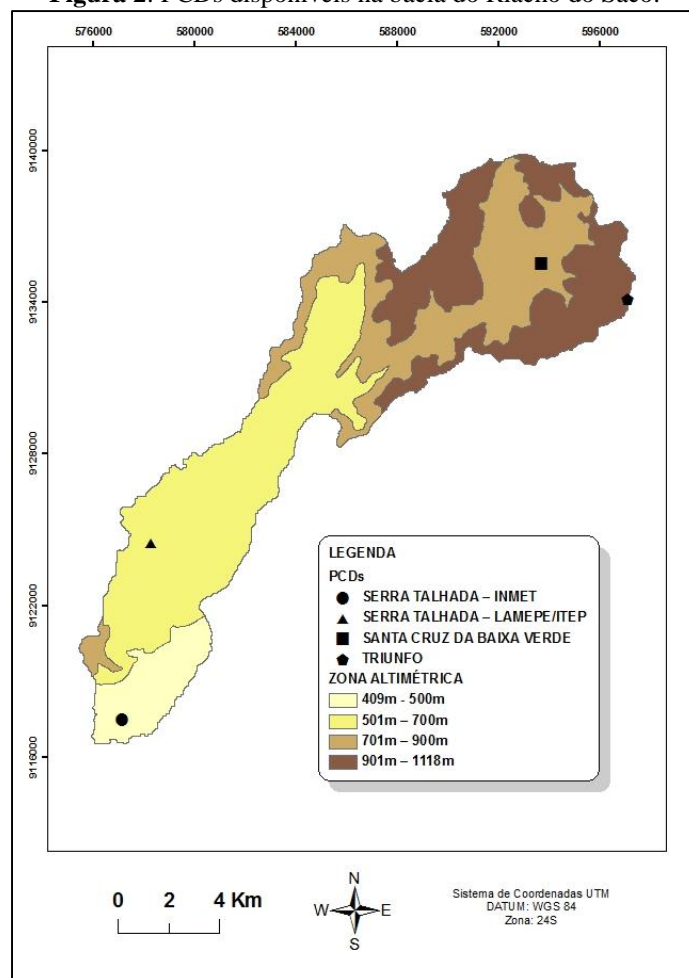 Figura 2: PCDs disponíveis na bacia do Riacho do Saco.
576000 580000 584000 588000 592000 596000
9140000
9134000
9128000
9122000
9116000
LEGENDA
PCDs
SERRA TALHADA – INMET
SERRA TALHADA – LAMEPE/ITEP
SANTA CRUZ DA BAIXA VERDE
TRIUNFO
ZONA ALTIMÉTRICA
409m - 500m
501m – 700m
701m – 900m
901m – 1118m
0 2 4 Km
N
W E
S
Sistema de Coordenadas UTM
DATUM: WGS 84
Zona: 24S